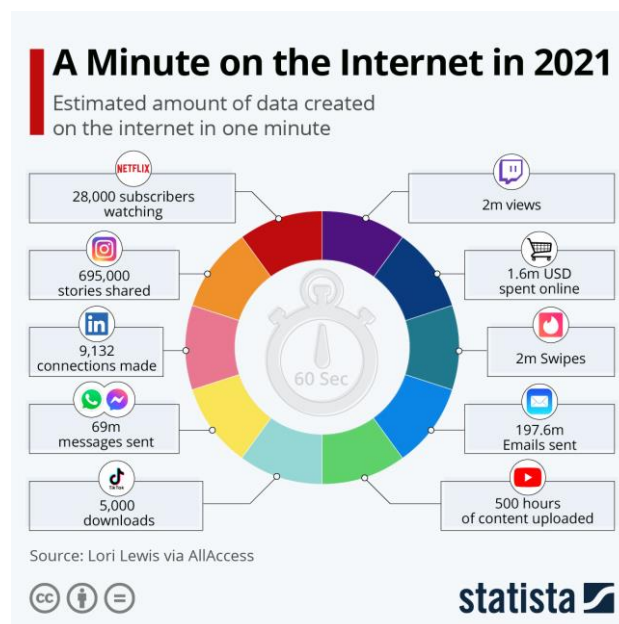 A Minute on the Internet in 2021
Estimated amount of data created
on the internet in one minute
NETFLIX
28,000 subscribers
watching
2m views
695,000
stories shared
1.6m USD
spent online
in
9,132
connections made
2m Swipes
60 Sec
69m
messages sent
197.6m
Emails sent
TikTok
5,000
downloads
500 hours
of content uploaded
Source: Lori Lewis via AllAccess
cc
statista